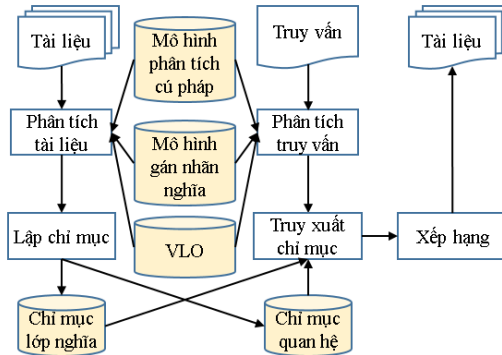 Tài liệu
Mô hình
phân tích
cú pháp
Truy vấn
Tài liệu
Phân tích
tài liệu
Mô hình
gán nhãn
nghĩa
Phân tích
truy vấn
Lập chỉ mục
VLO
Truy xuất
chỉ mục
Xếp hạng
Chỉ mục
lớp nghĩa
Chỉ mục
quan hệ